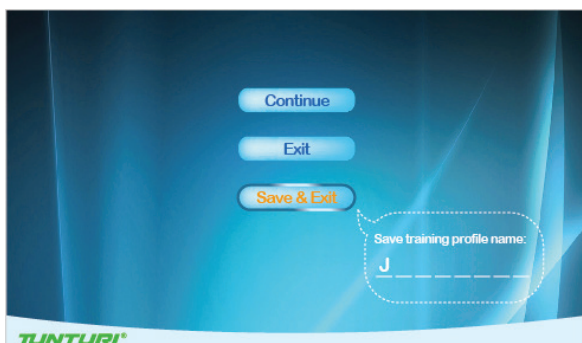 Continue
Exit
Save & Exit
Save training profile name:
J _ _ _ _ _ _ _
TUNTURI®